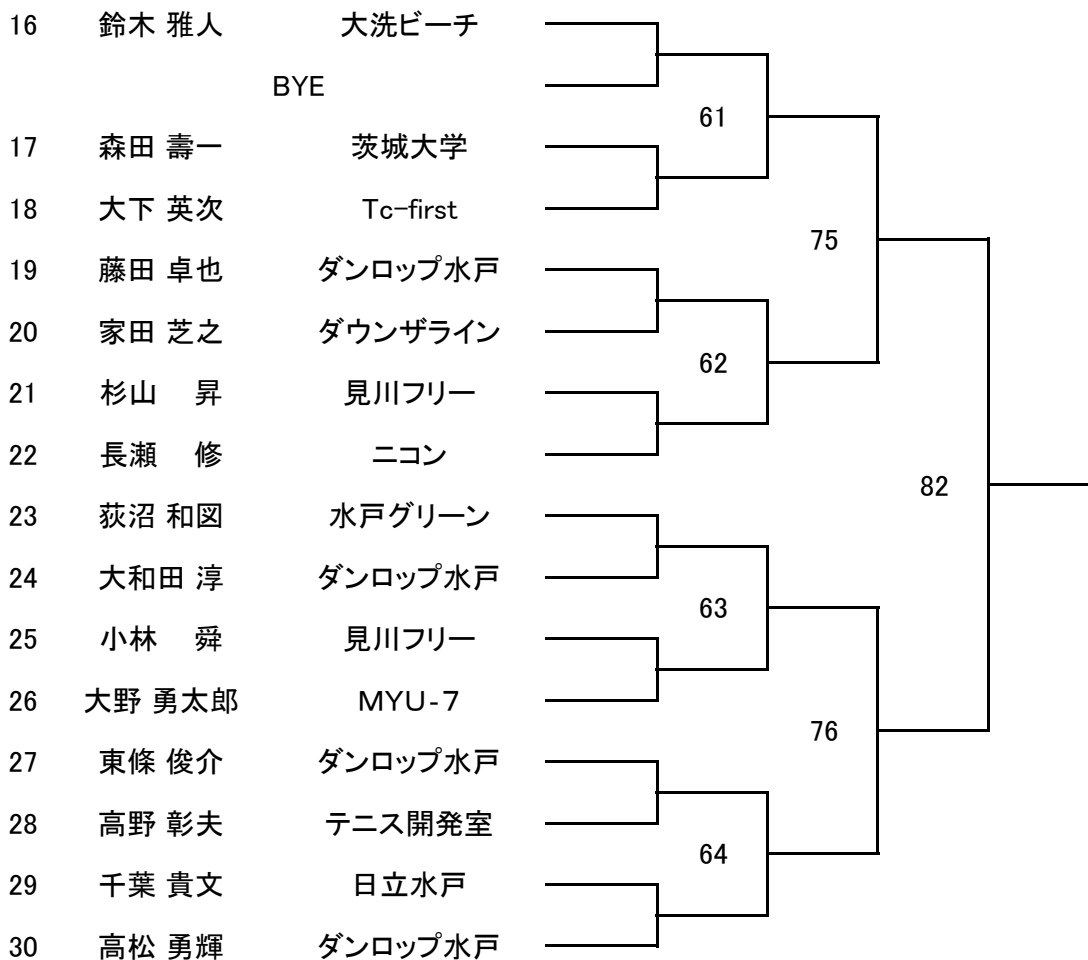 16 鈴木 雅人 大洗ビーチ
BYE
61
17 森田 壽一 茨城大学
18 大下 英次 Tc-first
75
19 藤田 卓也 ダンロップ水戸
20 家田 芝之 ダウンザライン
62
21 杉山 昇 見川フリー
22 長瀬 修 ニコン
82
23 荻沼 和図 水戸グリーン
24 大和田 淳 ダンロップ水戸
63
25 小林 舜 見川フリー
26 大野 勇太郎 MYU-7
76
27 東條 俊介 ダンロップ水戸
28 高野 彰夫 テニス開発室
64
29 千葉 貴文 日立水戸
30 高松 勇輝 ダンロップ水戸